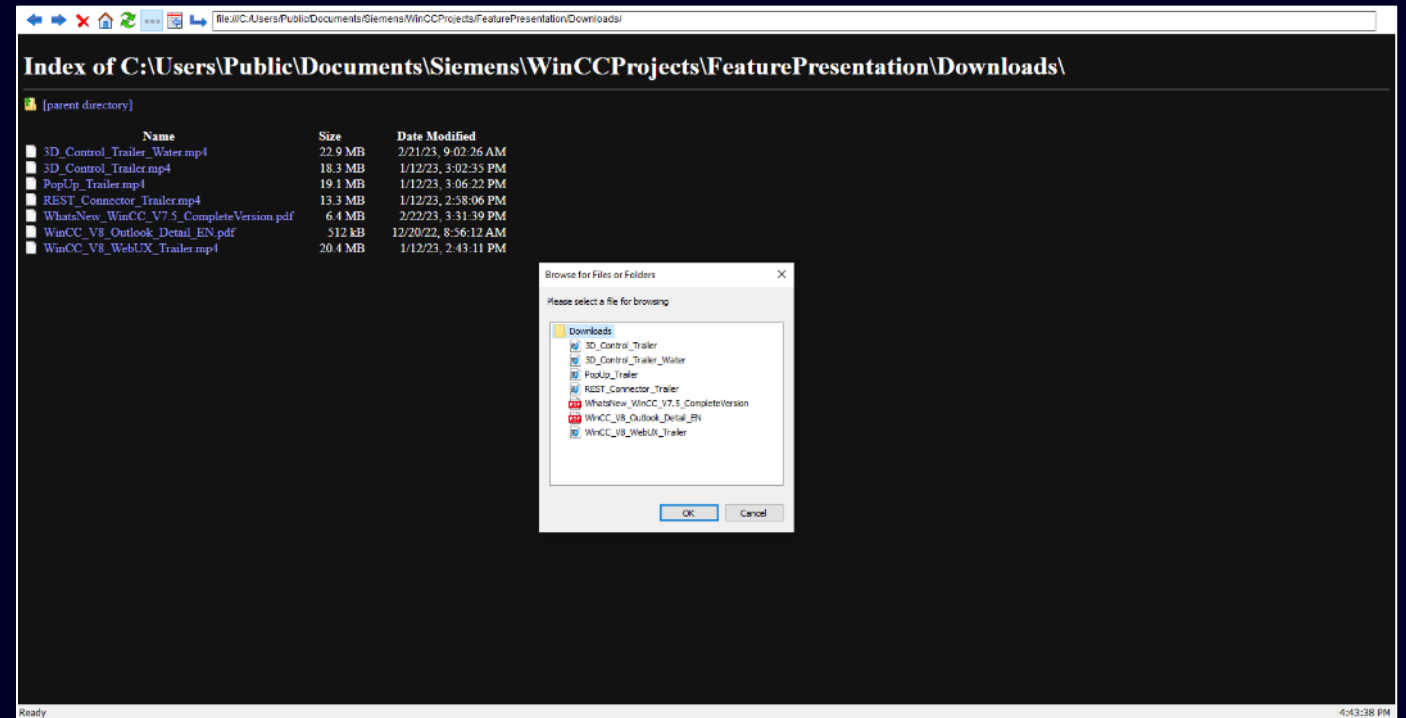 file:///C:/Users/Public/Documents/Siemens/WinCCProjects/FeaturePresentation/Downloads/
Index of C:\Users\Public\Documents\Siemens\WinCCProjects\FeaturePresentation\Downloads\
[parent directory]
Name Size Date Modified
3D_Control_Trailer_Water.mp4 22.9 MB 2/21/23, 9:02:26 AM
3D_Control_Trailer.mp4 18.3 MB 1/12/23, 3:02:35 PM
PopUp_Trailer.mp4 19.1 MB 1/12/23, 3:06:22 PM
REST_Connector_Trailer.mp4 13.3 MB 1/12/23, 2:58:06 PM
WhatsNew_WinCC_V7.5_CompleteVersion.pdf 6.4 MB 2/22/23, 3:31:39 PM
WinCC_V8_Outlook_Detail_EN.pdf 512 kB 12/20/22, 8:56:12 AM
WinCC_V8_WebUX_Trailer.mp4 20.4 MB 1/12/23, 2:43:11 PM
Browse for Files or Folders
Please select a file for browsing
Downloads
3D_Control_Trailer
3D_Control_Trailer_Water
PopUp_Trailer
REST_Connector_Trailer
WhatsNew_WinCC_V7.5_CompleteVersion
WinCC_V8_Outlook_Detail_EN
WinCC_V8_WebUX_Trailer
OK Cancel
Ready 4:43:38 PM